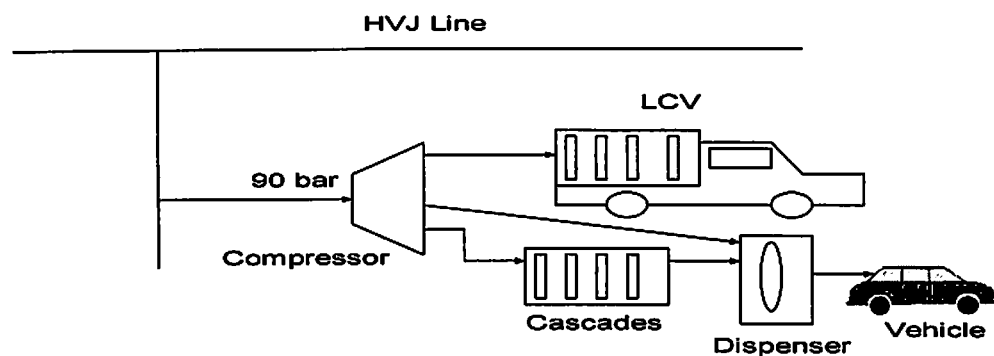 HVJ Line
LCV
90 bar
Compressor
Cascades
Dispenser
Vehicle